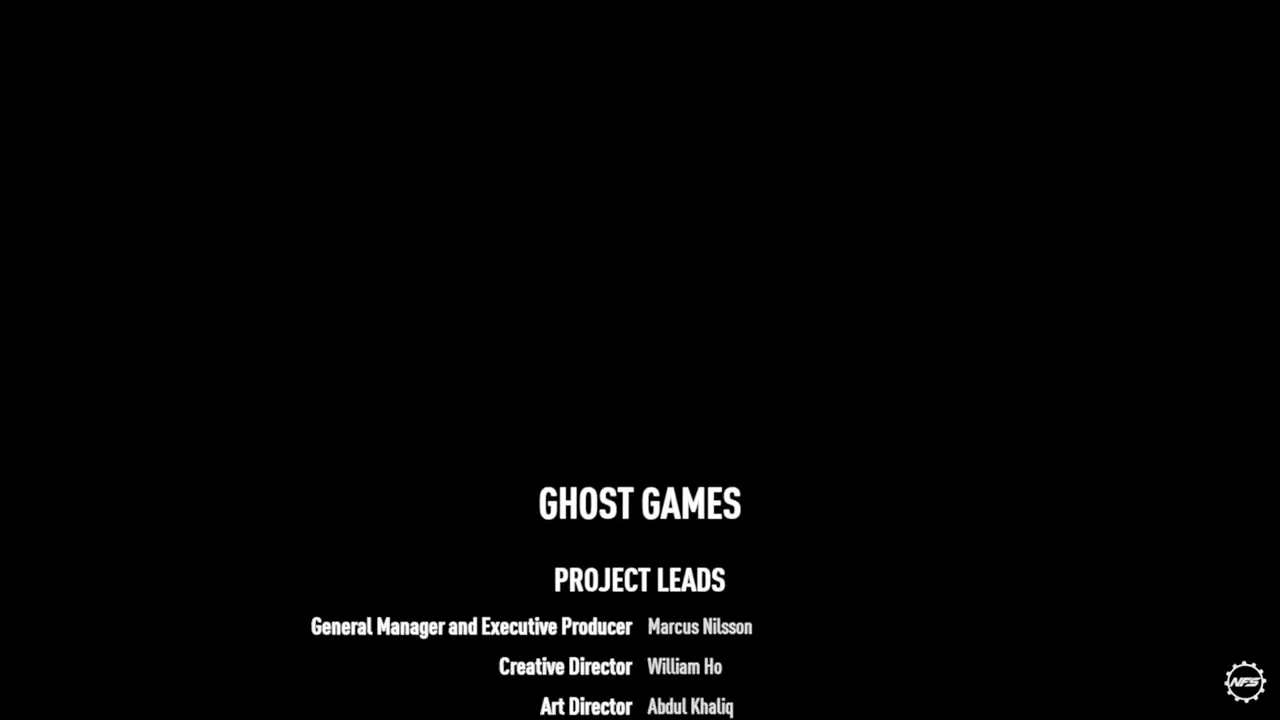 GHOST GAMES
PROJECT LEADS
General Manager and Executive Producer Marcus Nilsson
Creative Director William Ho
Art Director Abdul Khaliq
NFS